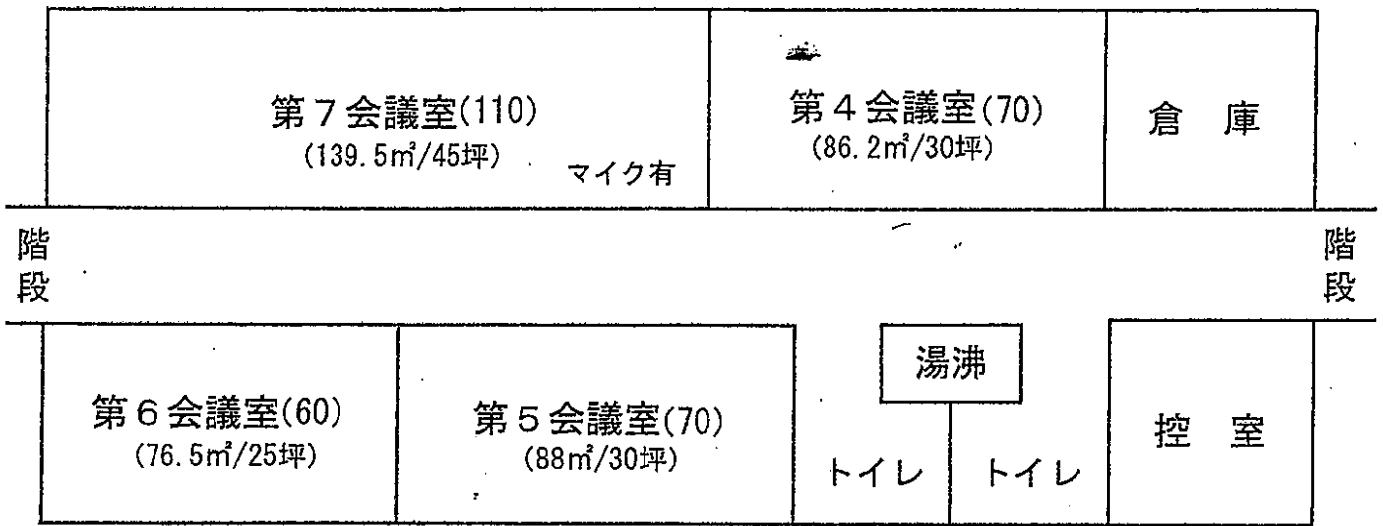 第７会議室(110)
(139.5㎡/45坪)
マイク有
第４会議室(70)
(86.2㎡/30坪)
倉　庫
階段
階段
第６会議室(60)
(76.5㎡/25坪)
第５会議室(70)
(88㎡/30坪)
湯沸
トイレ
トイレ
控　室